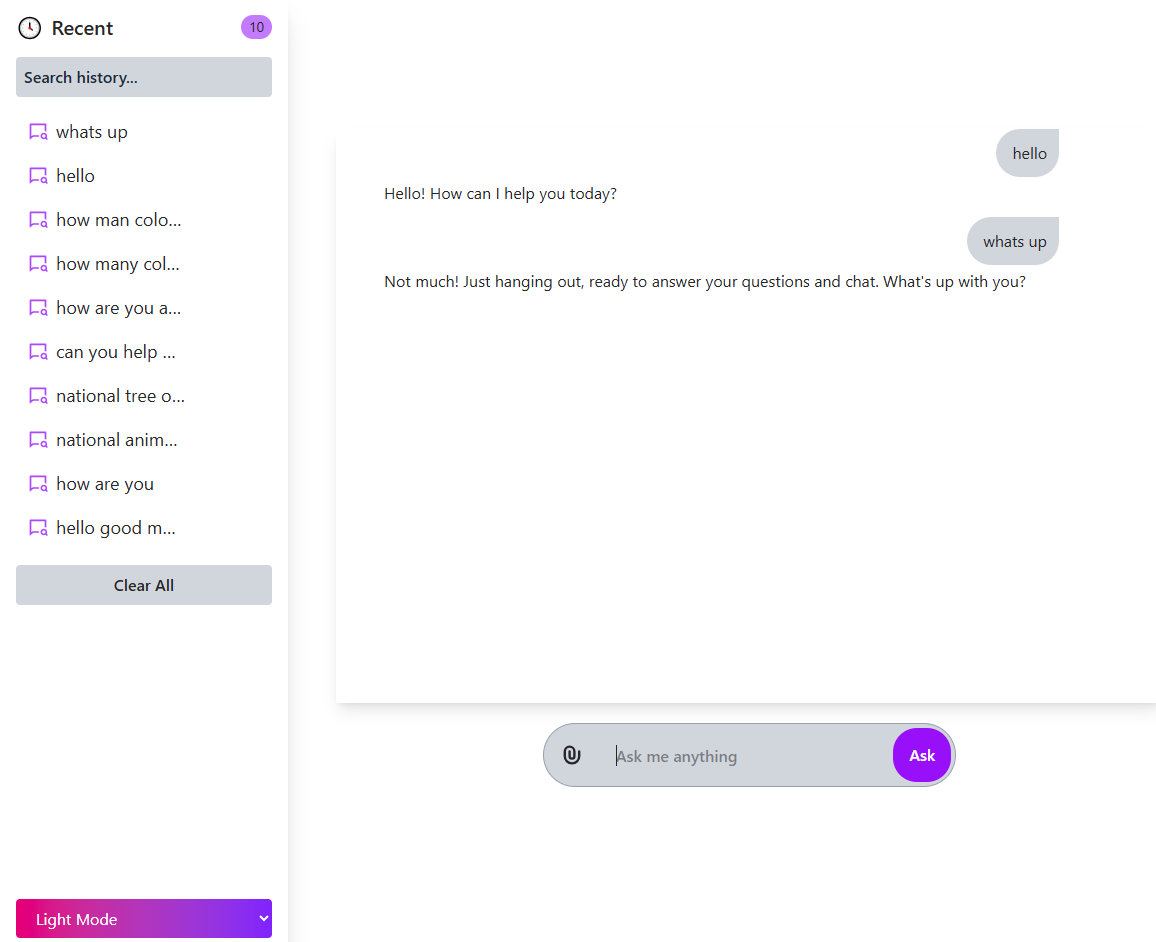 Recent
10
Search history...
whats up
hello
how man colo...
how many col...
how are you a...
can you help ...
national tree o...
national anim...
how are you
hello good m...
Clear All
Light Mode
hello
Hello! How can I help you today?
whats up
Not much! Just hanging out, ready to answer your questions and chat. What's up with you?
Ask me anything
Ask